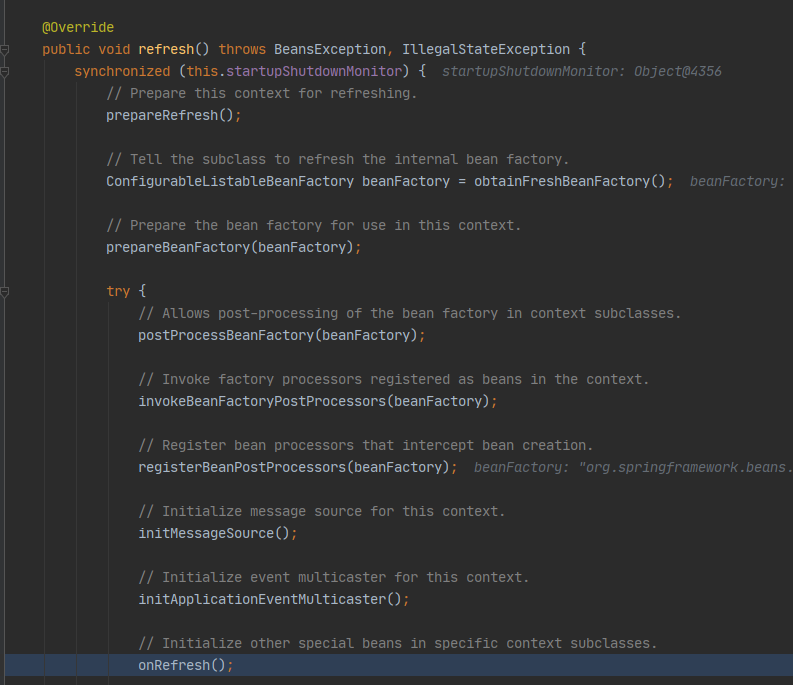 @Override
public void refresh() throws BeansException, IllegalStateException {
synchronized (this.startupShutdownMonitor) {  startupShutdownMonitor: Object@4356
// Prepare this context for refreshing.
prepareRefresh();
// Tell the subclass to refresh the internal bean factory.
ConfigurableListableBeanFactory beanFactory = obtainFreshBeanFactory();  beanFactory:
// Prepare the bean factory for use in this context.
prepareBeanFactory(beanFactory);
try {
// Allows post-processing of the bean factory in context subclasses.
postProcessBeanFactory(beanFactory);
// Invoke factory processors registered as beans in the context.
invokeBeanFactoryPostProcessors(beanFactory);
// Register bean processors that intercept bean creation.
registerBeanPostProcessors(beanFactory);  beanFactory: "org.springframework.beans.
// Initialize message source for this context.
initMessageSource();
// Initialize event multicaster for this context.
initApplicationEventMulticaster();
// Initialize other special beans in specific context subclasses.
onRefresh();